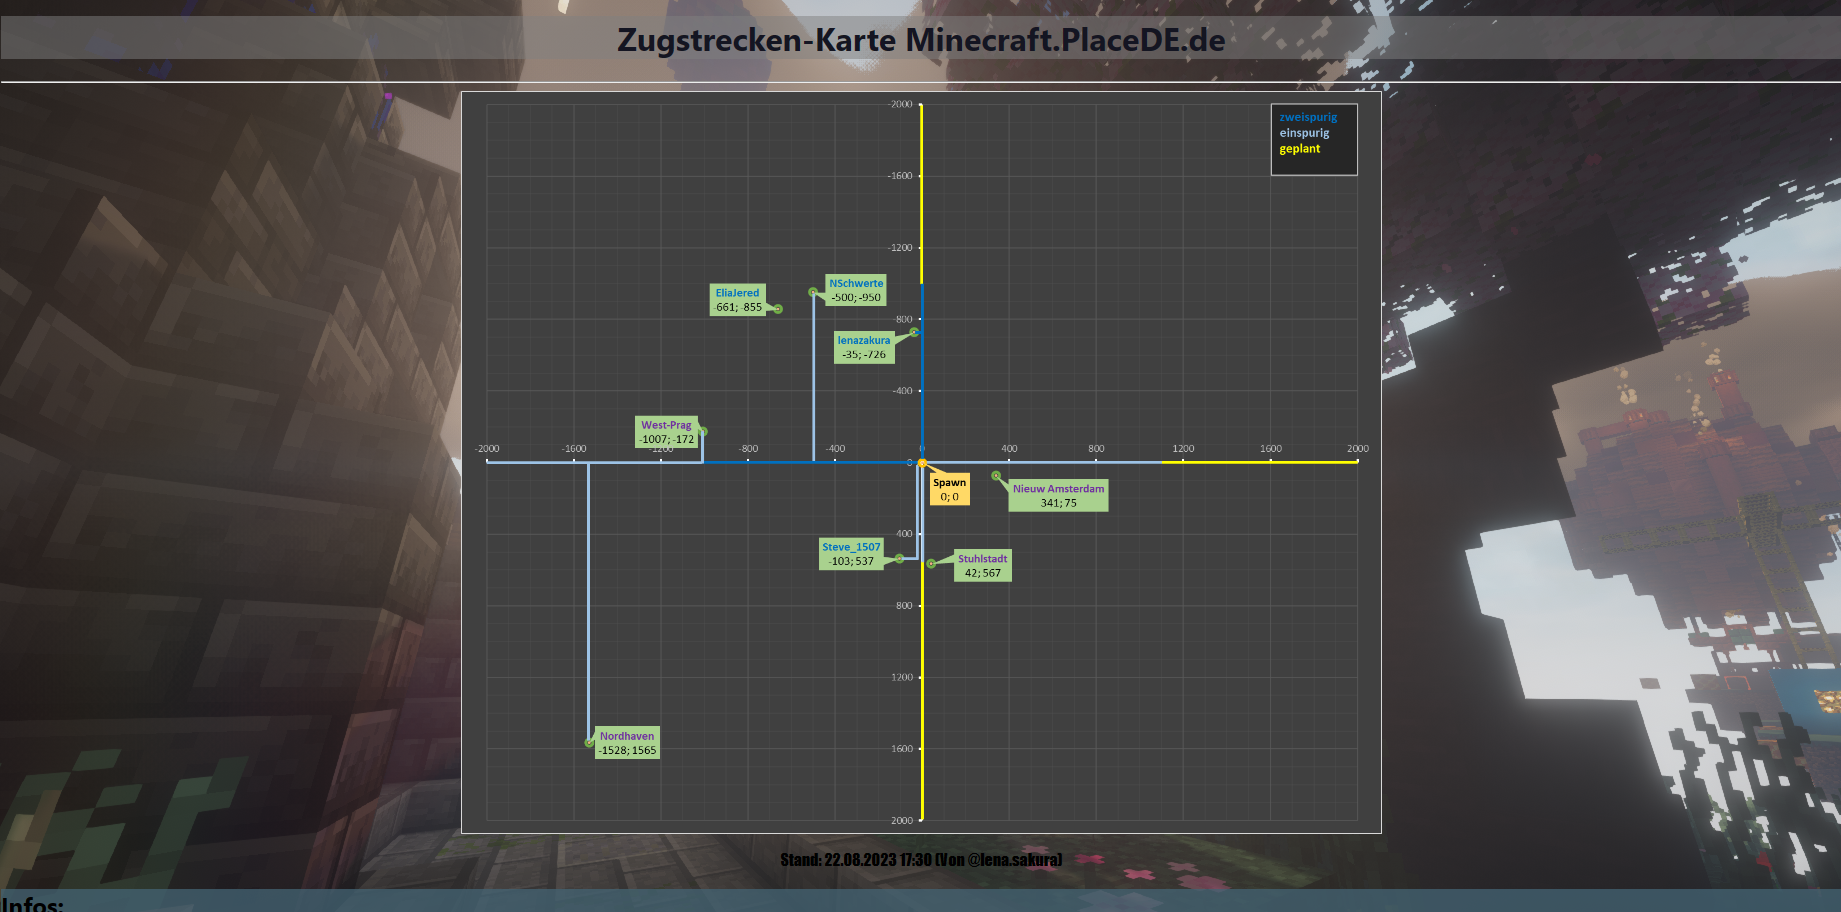 Zugstrecken-Karte Minecraft.PlaceDE.de
-2000
zweispurig
einspurig
geplant
-1600
-1200
NSchwerte
-500; -950
EliaJered
-661; -855
-800
lenazakura
-35; -726
-400
West-Prag
-1007; -172
-2000
-1600
-1200
-800
-400
0
400
800
1200
1600
2000
0
Spawn
0; 0
Nieuw Amsterdam
341; 75
400
Steve_1507
-103; 537
Stuhlstadt
42; 567
800
1200
Nordhaven
-1528; 1565
1600
2000
Stand: 22.08.2023 17:30 (Von @lena.sakura)
Infos: